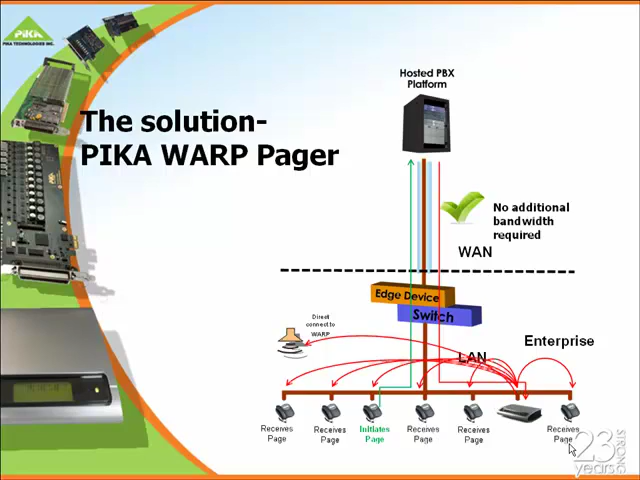 PiKA
PIKA TECHNOLOGIES INC.
The solution-
PIKA WARP Pager
Hosted PBX
Platform
No additional
bandwidth
required
WAN
Edge Device
Switch
Direct
connect to
WARP
Enterprise
LAN
Receives
Page
Receives
Page
Initiates
Page
Receives
Page
Receives
Page
Receives
Page
23
years
STRONG